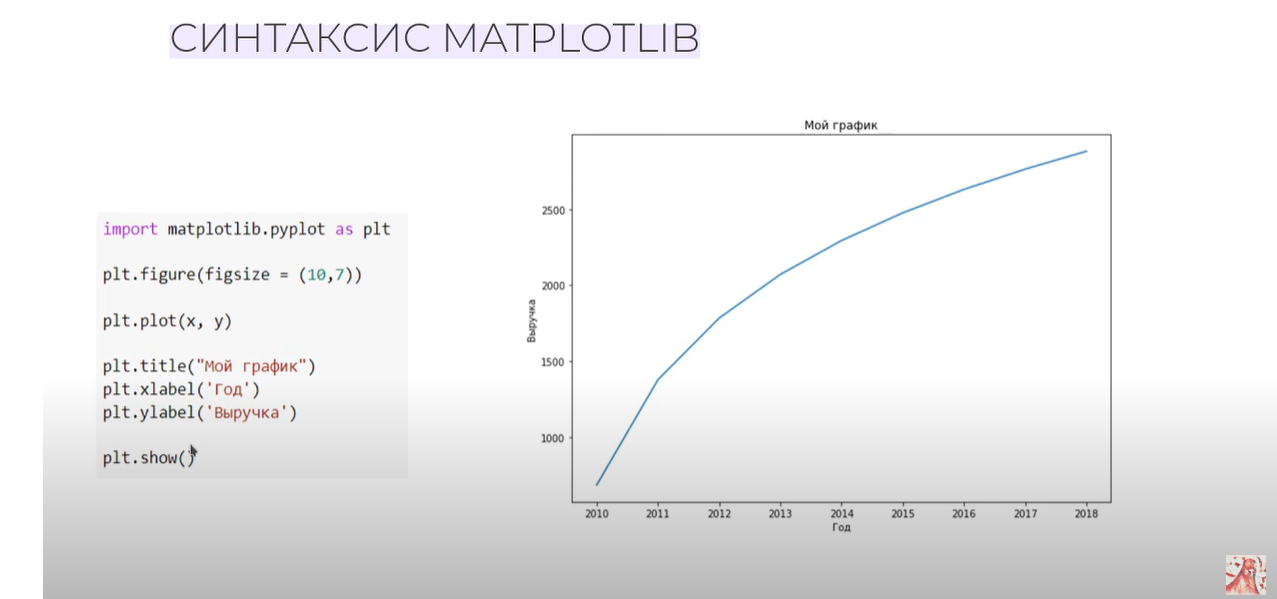 СИНТАКСИС MATPLOTLIB
import matplotlib.pyplot as plt
plt.figure(figsize = (10,7))
plt.plot(x, y)
plt.title("Мой график")
plt.xlabel('Год')
plt.ylabel('Выручка')
plt.show()
Мой график
Выручка
2500
2000
1500
1000
2010 2011 2012 2013 2014 2015 2016 2017 2018
Год